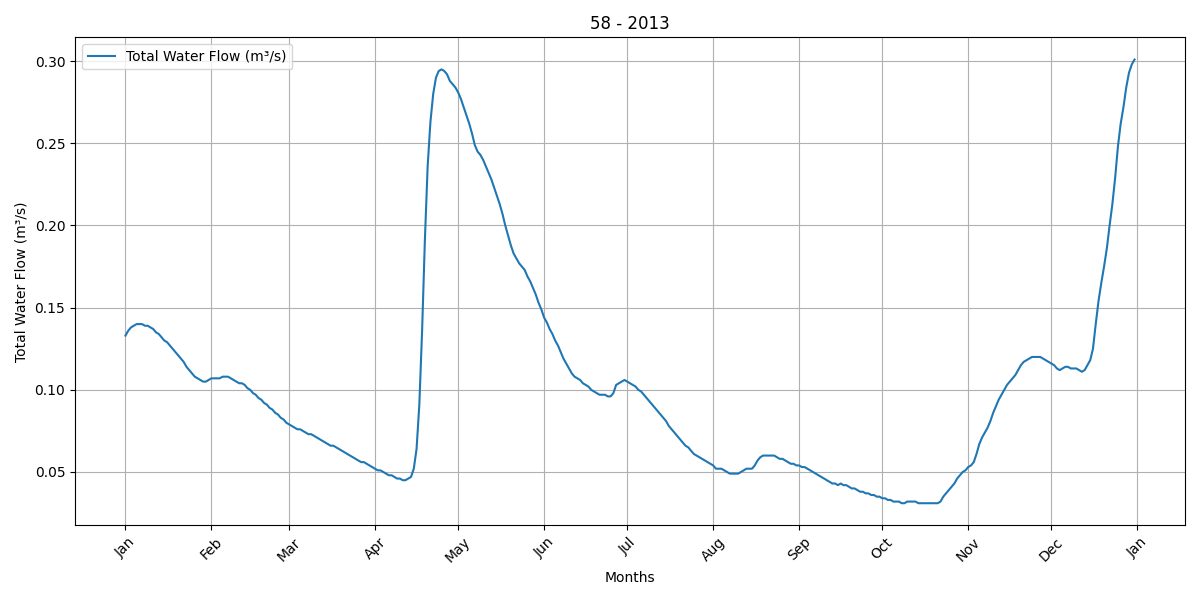 58 - 2013
Total Water Flow (m³/s)
Total Water Flow (m³/s)
0.30
0.25
0.20
0.15
0.10
0.05
Jan
Feb
Mar
Apr
May
Jun
Jul
Aug
Sep
Oct
Nov
Dec
Jan
Months